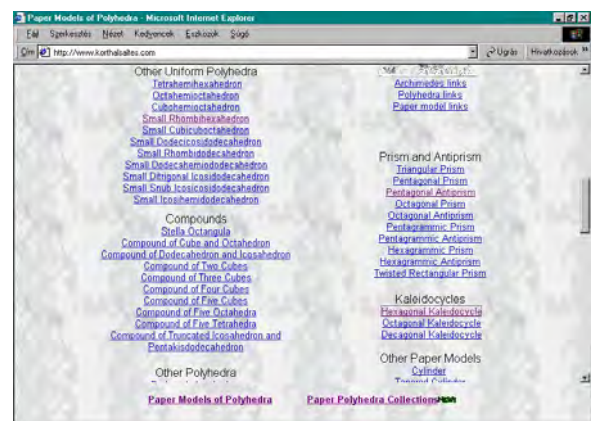 Paper Models of Polyhedra - Microsoft Internet Explorer
Fájl Szerkesztés Nézet Kedvencek Eszközök Súgó
Cím http://www.korthalsaltes.com Ugrás Hivatkozások »
Other Uniform Polyhedra
Tetrahemihexahedron
Octahemioctahedron
Cubohemioctahedron
Small Rhombihexahedron
Small Cubicuboctahedron
Small Dodecicosidodecahedron
Small Rhombidodecahedron
Small Dodecahemiododecahedron
Small Ditrigonal Icosidodecahedron
Small Snub Icosicosidodecahedron
Small Icosihemidodecahedron
Compounds
Stella Octangula
Compound of Cube and Octahedron
Compound of Dodecahedron and Icosahedron
Compound of Two Cubes
Compound of Three Cubes
Compound of Four Cubes
Compound of Five Cubes
Compound of Five Octahedra
Compound of Five Tetrahedra
Compound of Truncated Icosahedron and
Pentakisdodecahedron
Other Polyhedra
Archimedes links
Polyhedra links
Paper model links
Prism and Antiprism
Triangular Prism
Pentagonal Prism
Pentagonal Antiprism
Octagonal Prism
Octagonal Antiprism
Pentagrammic Prism
Pentagrammic Antiprism
Hexagrammic Prism
Hexagrammic Antiprism
Twisted Rectangular Prism
Kaleidocycles
Hexagonal Kaleidocycle
Octagonal Kaleidocycle
Decagonal Kaleidocycle
Other Paper Models
Cylinder
Tapered Cylinder
Paper Models of Polyhedra Paper Polyhedra Collections